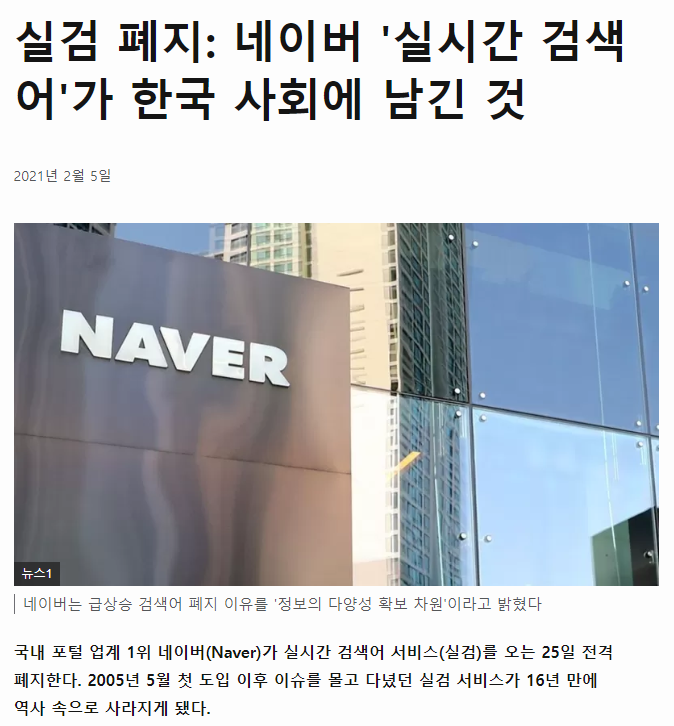 실검 폐지: 네이버 '실시간 검색
어'가 한국 사회에 남긴 것
2021년 2월 5일
NAVER
뉴스1
네이버는 급상승 검색어 폐지 이유를 '정보의 다양성 확보 차원'이라고 밝혔다
국내 포털 업계 1위 네이버(Naver)가 실시간 검색어 서비스(실검)를 오는 25일 전격
폐지한다. 2005년 5월 첫 도입 이후 이슈를 몰고 다녔던 실검 서비스가 16년 만에
역사 속으로 사라지게 됐다.